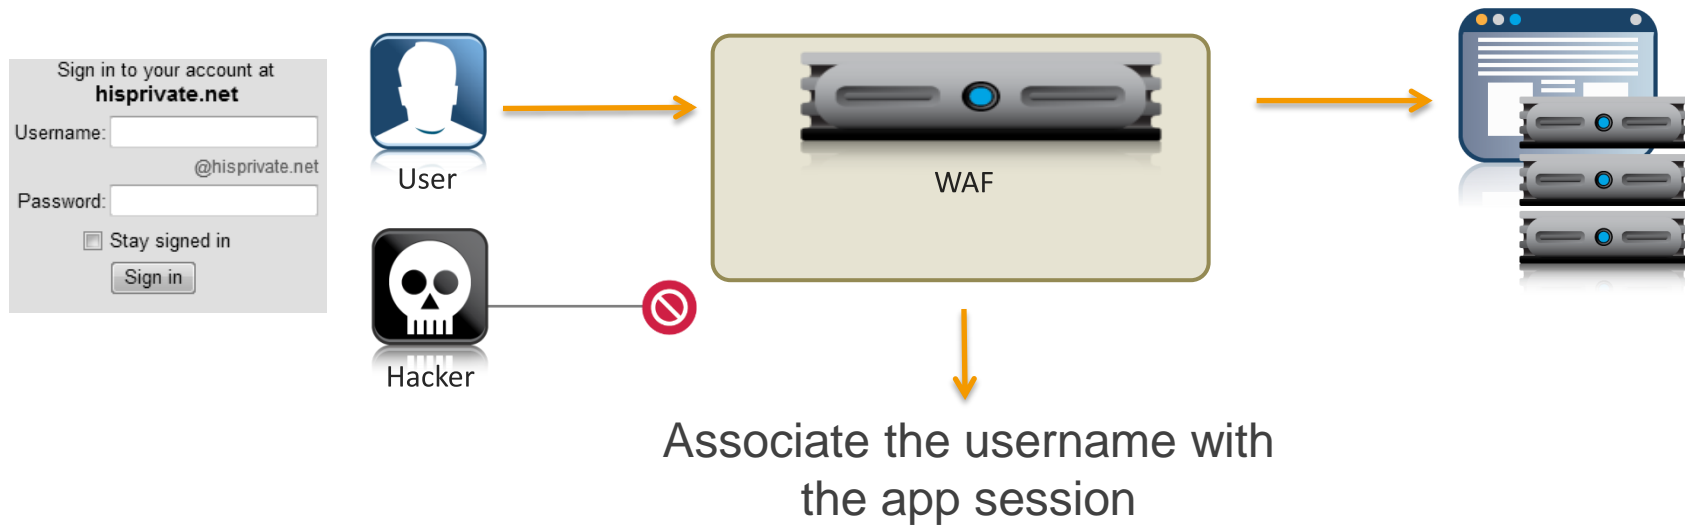 Sign in to your account at
hisprivate.net
Username:
@hisprivate.net
Password:
Stay signed in
Sign in
User
Hacker
WAF
Associate the username with
the app session